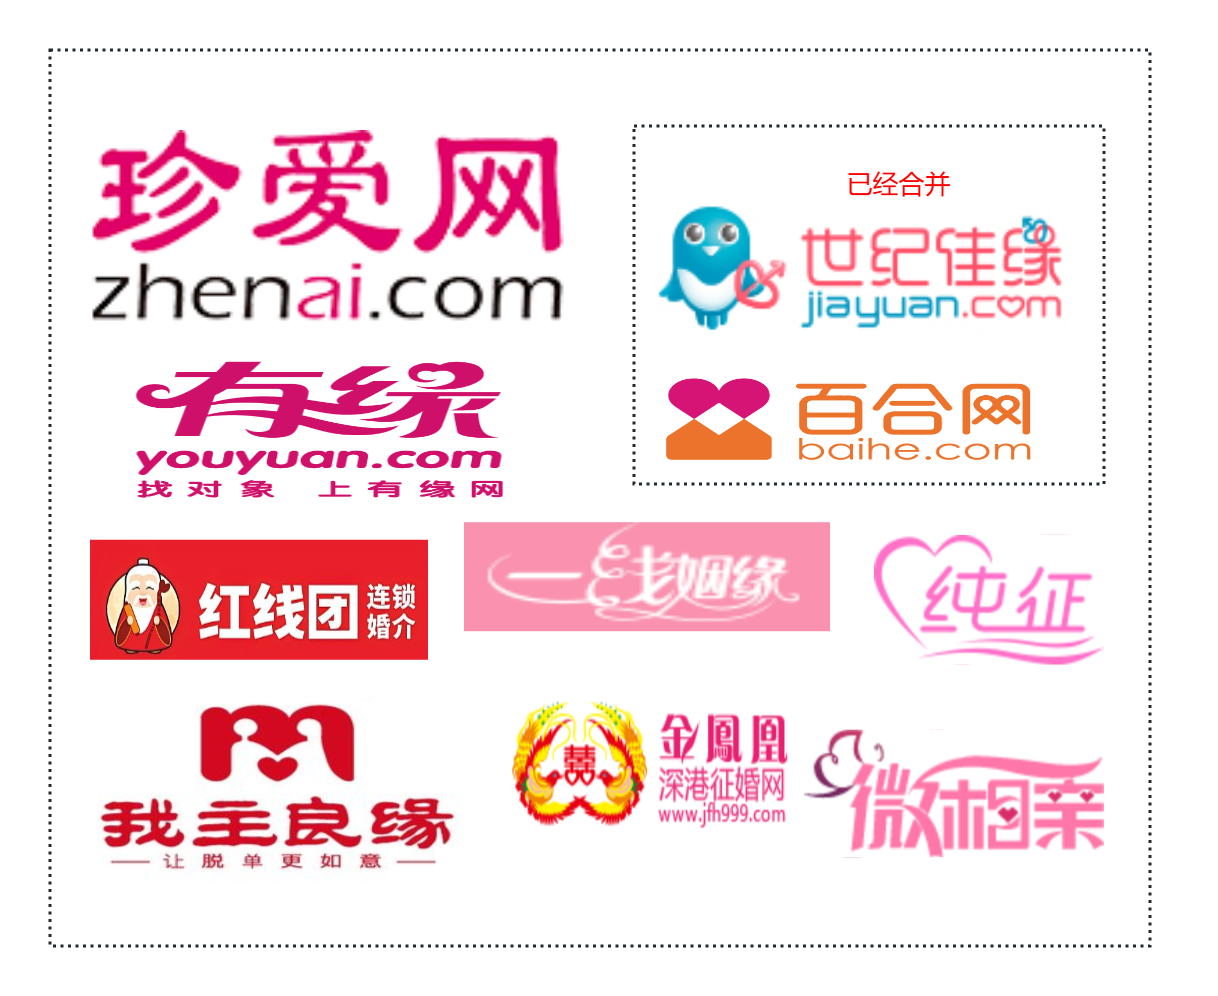 珍爱网
zhenai.com
已经合并
世纪佳缘
jiayuan.com
有缘
youyuan.com
找对象 上有缘网
百合网
baihe.com
红线团
连锁
婚介
一线姻缘
纯征
我主良缘
让脱单更如意
囍
金鳳凰
深港征婚网
www.jfh999.com
微相亲